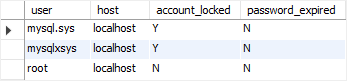 user host account_locked password_expired
mysql.sys localhost Y N
mysqlxsys localhost Y N
root localhost N N